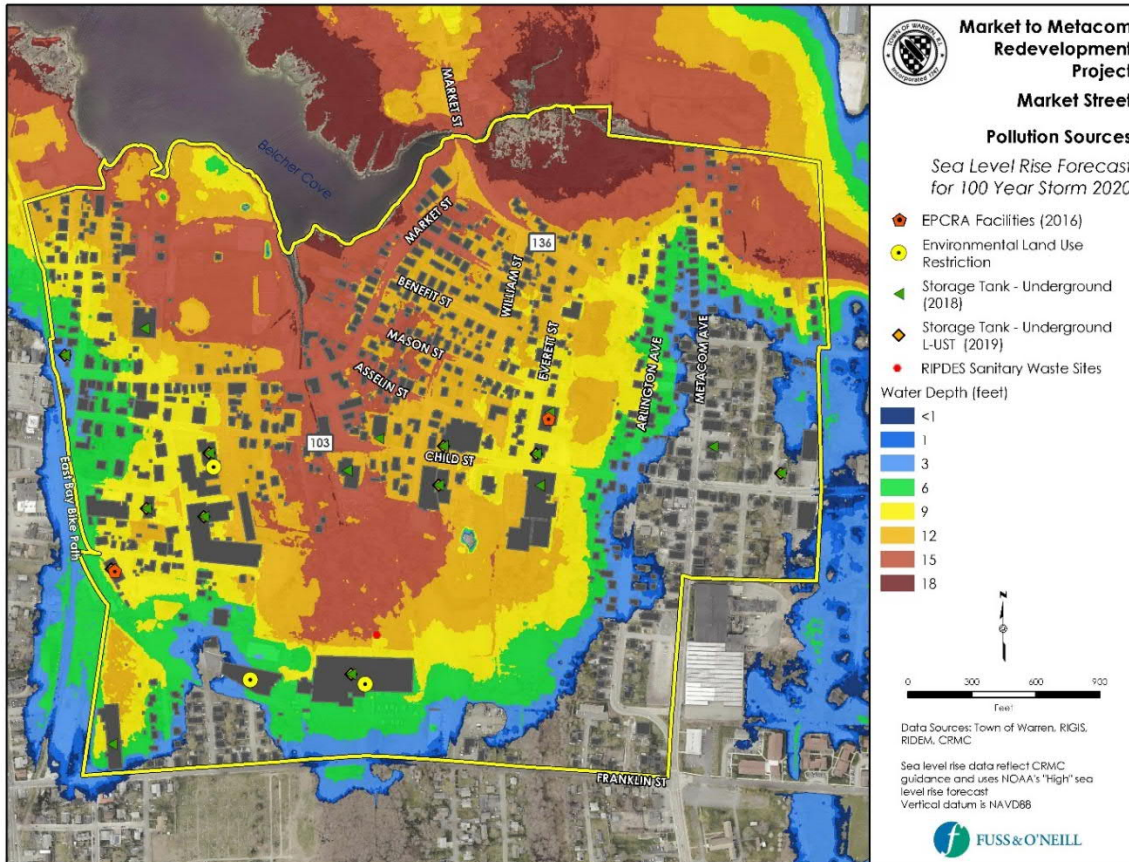 TOWN OF WARREN, R.I.
Incorporated 1747
Market to Metacom
Redevelopment
Project
Market Street
Pollution Sources
Sea Level Rise Forecast
for 100 Year Storm 2020
EPCRA Facilities (2016)
Environmental Land Use
Restriction
Storage Tank - Underground
(2018)
Storage Tank - Underground
L-UST (2019)
RIPDES Sanitary Waste Sites
Water Depth (feet)
<1
1
3
6
9
12
15
18
N
0 300 600 900
Feet
Data Sources: Town of Warren, RIGIS,
RIDEM, CRMC
Sea level rise data reflect CRMC
guidance and uses NOAA's "High" sea
level rise forecast
Vertical datum is NAVD88
f FUSS & O'NEILL
MARKET ST
Belcher Cove
MARKET ST
136
WILLIAM ST
BENEFIT ST
MASON ST
EVERETT ST
ASSELIN ST
ARLINGTON AVE
METACOM AVE
103
CHILD ST
East Bay Bike Path
FRANKLIN ST